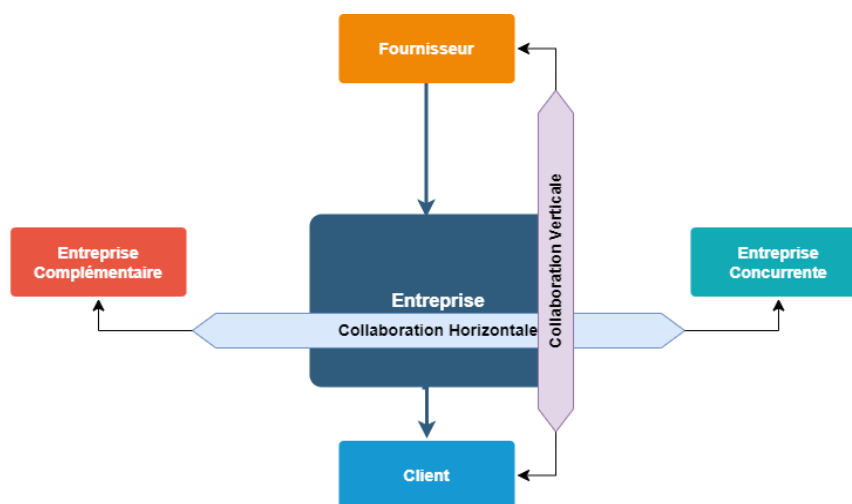 Fournisseur
Collaboration Verticale
Entreprise
Complémentaire
Entreprise
Concurrente
Entreprise
Collaboration Horizontale
Client